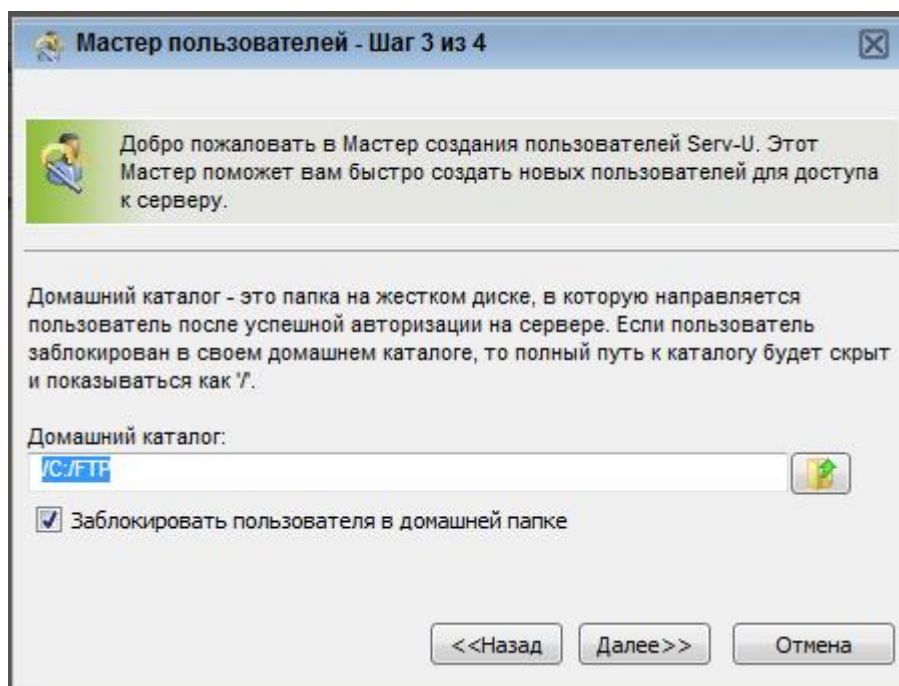 Мастер пользователей - Шаг 3 из 4
Добро пожаловать в Мастер создания пользователей Serv-U. Этот
Мастер поможет вам быстро создать новых пользователей для доступа
к серверу.
Домашний каталог - это папка на жестком диске, в которую направляется
пользователь после успешной авторизации на сервере. Если пользователь
заблокирован в своем домашнем каталоге, то полный путь к каталогу будет скрыт
и показываться как '/'.
Домашний каталог:
/C:/FTP
Заблокировать пользователя в домашней папке
<<Назад
Далее>>
Отмена